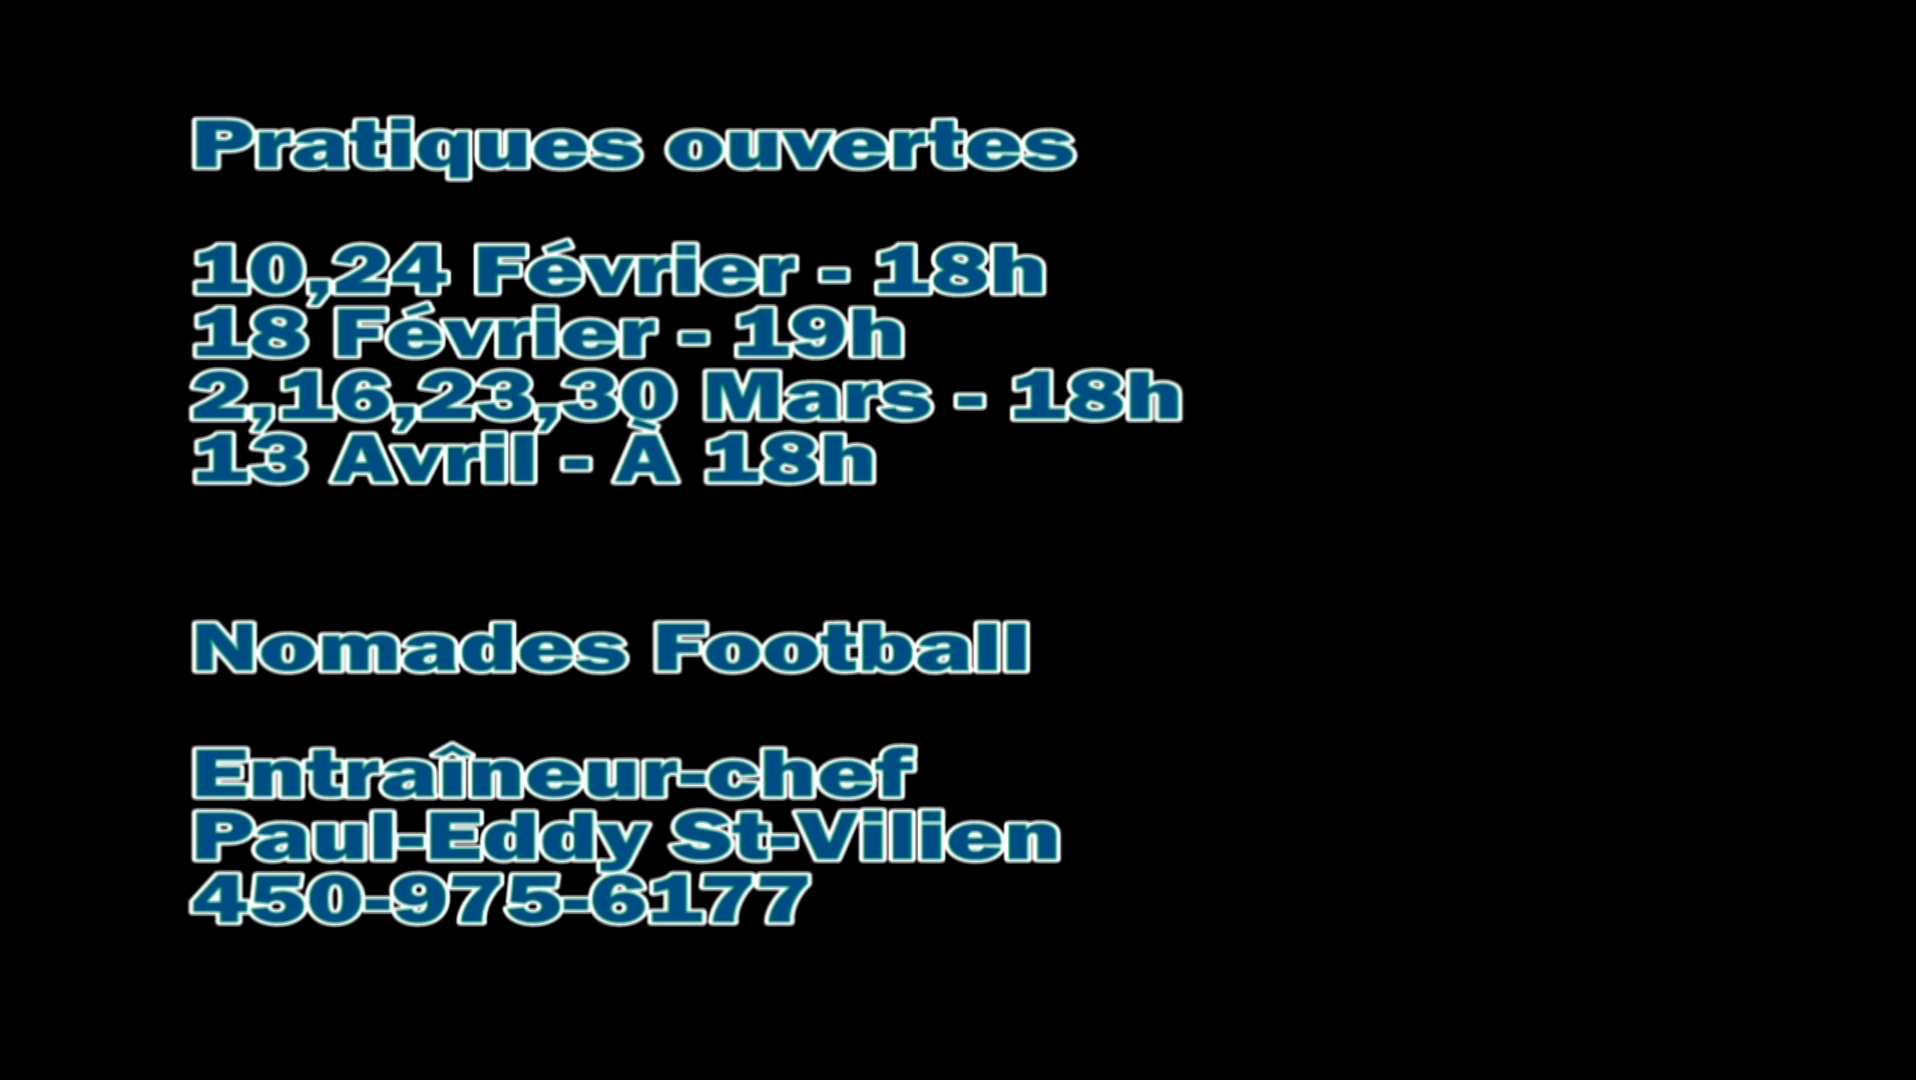 Pratiques ouvertes
10,24 Février - 18h
18 Février - 19h
2,16,23,30 Mars - 18h
13 Avril - À 18h
Nomades Football
Entraîneur-chef
Paul-Eddy St-Vilien
450-975-6177